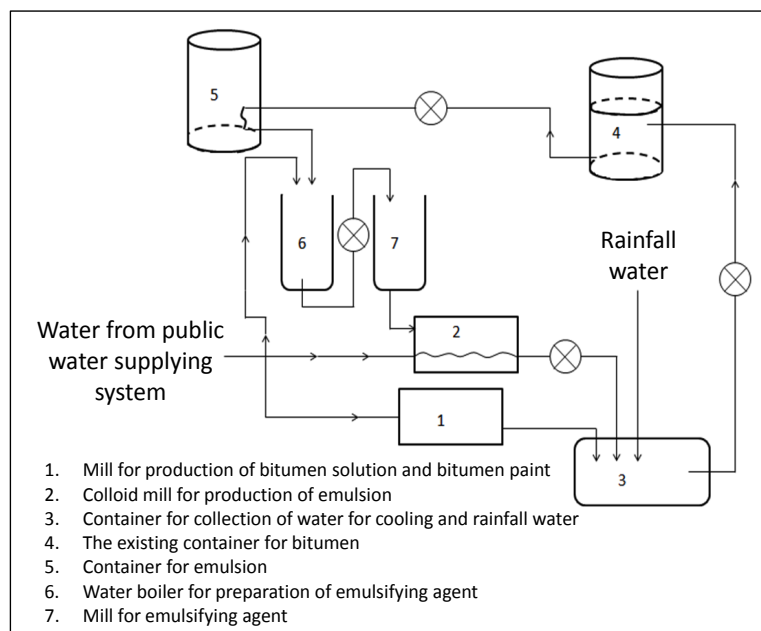 5
4
6
7
Rainfall
water
Water from public
water supplying
system
2
1
3
1. Mill for production of bitumen solution and bitumen paint
2. Colloid mill for production of emulsion
3. Container for collection of water for cooling and rainfall water
4. The existing container for bitumen
5. Container for emulsion
6. Water boiler for preparation of emulsifying agent
7. Mill for emulsifying agent